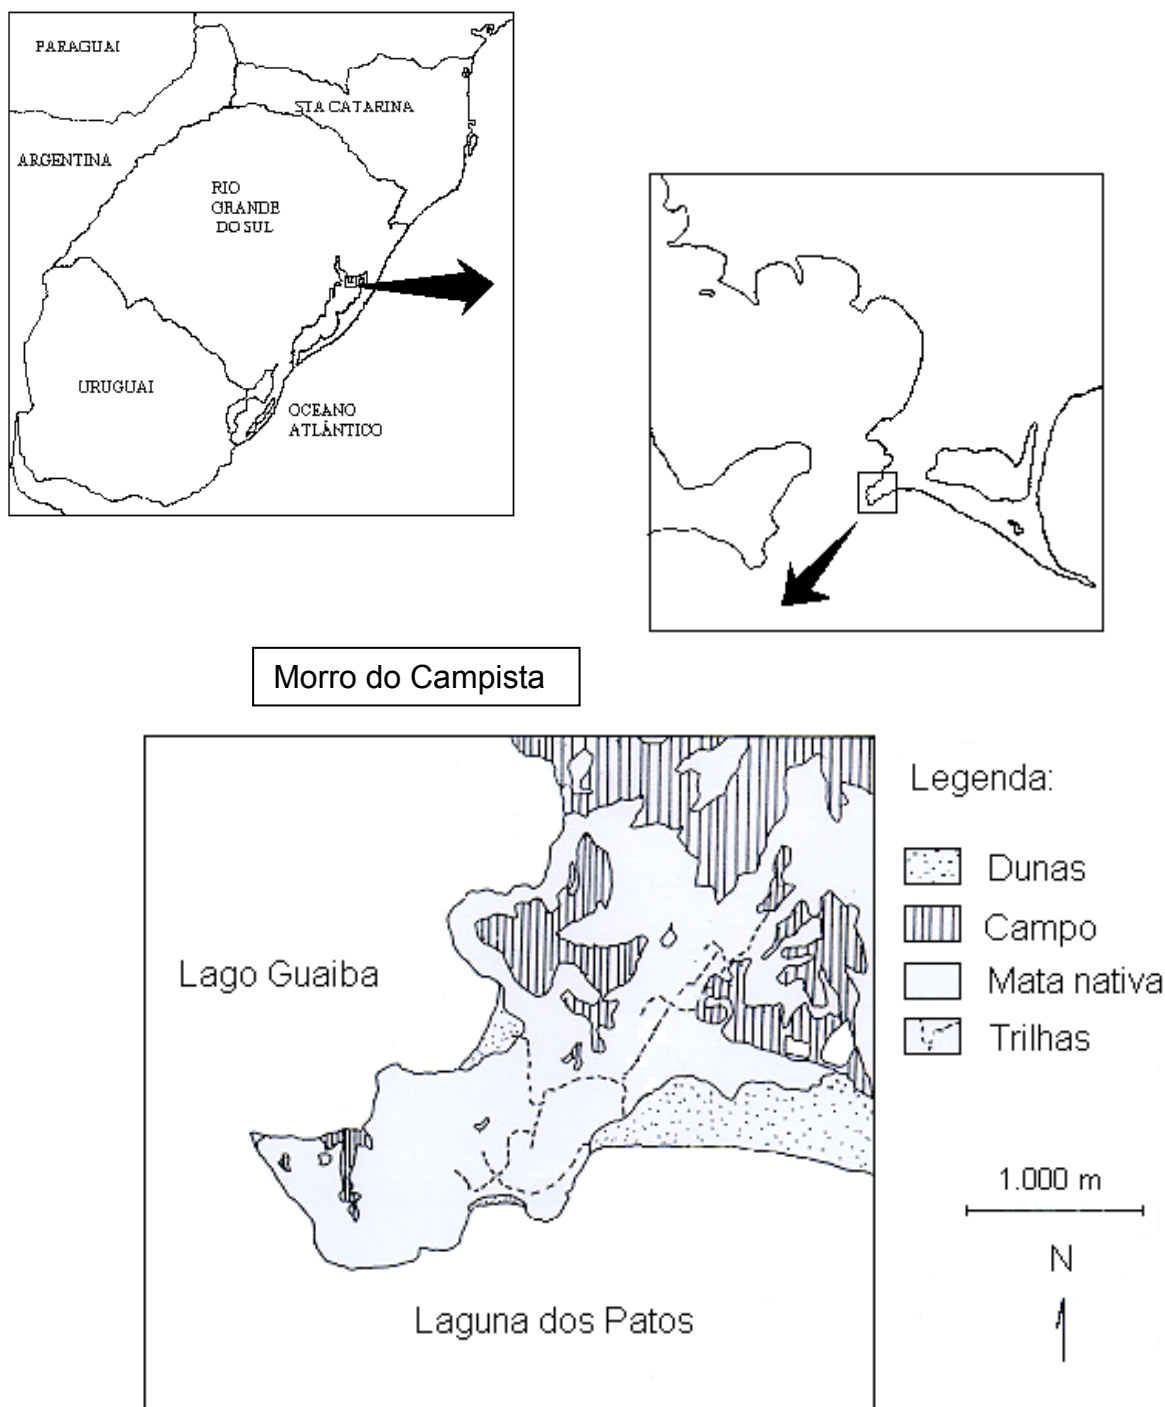 PARAGUAI
STA CATARINA
ARGENTINA
RIO
GRANDE
DO SUL
URUGUAI
OCEANO
ATLÂNTICO
Morro do Campista
Lago Guaiba
Laguna dos Patos
Legenda:
Dunas
Campo
Mata nativa
Trilhas
1.000 m
N